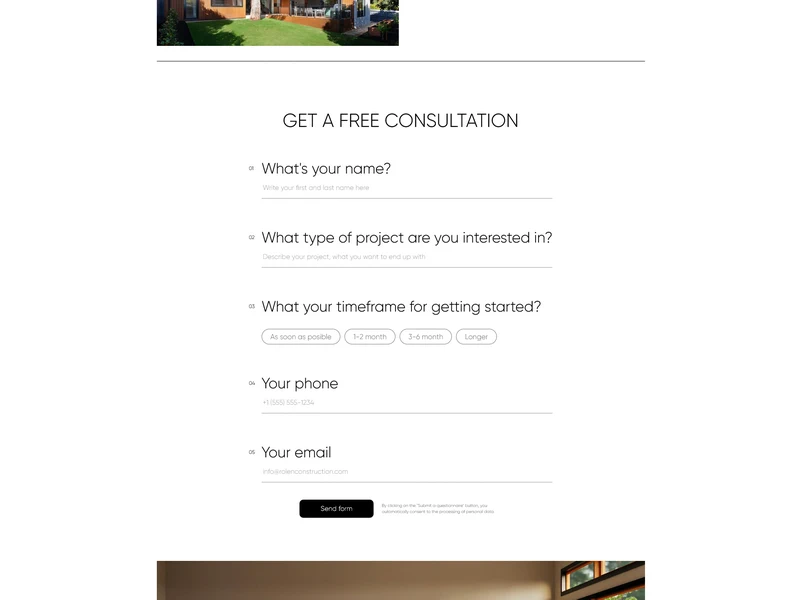 GET A FREE CONSULTATION
01
What's your name?
Write your first and last name here
02
What type of project are you interested in?
Describe your project, what you want to end up with
03
What your timeframe for getting started?
As soon as posible
1-2 month
3-6 month
Longer
04
Your phone
+1 (555) 555-1234
05
Your email
info@rolenconstruction.com
Send form
By clicking on the "Submit a questionnaire" button, you
automatically consent to the processing of personal data.